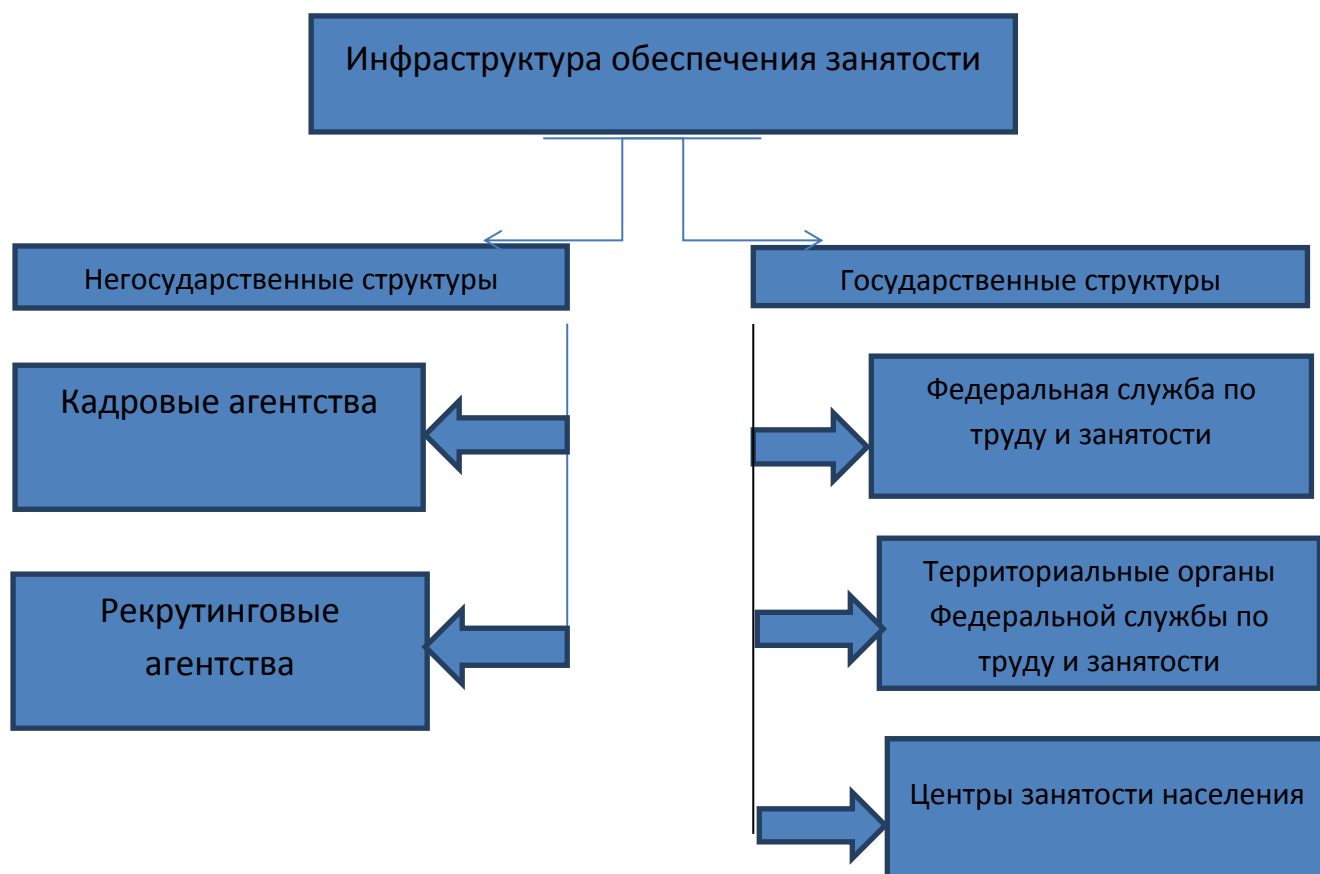 Инфраструктура обеспечения занятости
Негосударственные структуры
Государственные структуры
Кадровые агентства
Федеральная служба по
труду и занятости
Рекрутинговые
агентства
Территориальные органы
Федеральной службы по
труду и занятости
Центры занятости населения